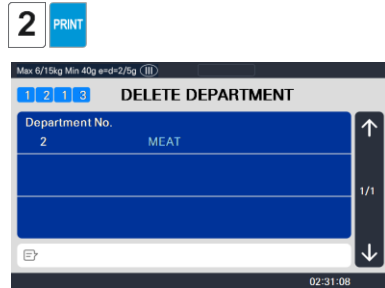 2 PRINT
Max 6/15kg Min 40g e=d=2/5g III
1 2 1 3 DELETE DEPARTMENT
Department No.
2 MEAT
1/1
02:31:08